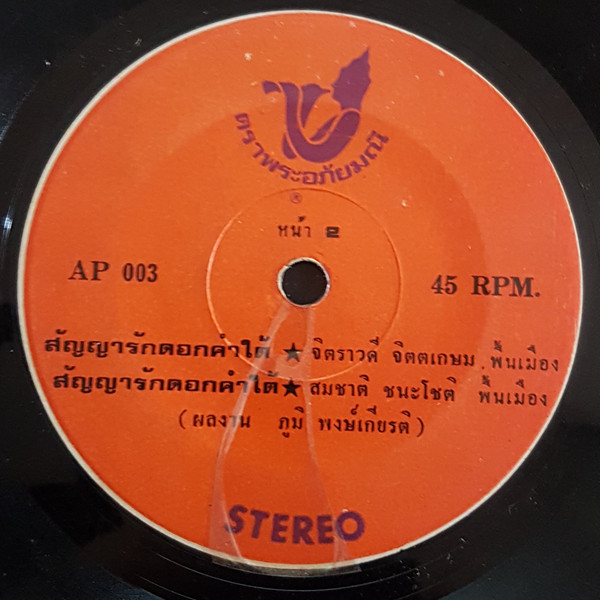 ตราพระอภัยมณี
®
หน้า 2
AP 003
45 RPM.
สัญญารักดอกคำใต้ ★ จิตราวดี จิตตเกษม พื้นเมือง
สัญญารักดอกคำใต้ ★ สมชาติ ชนะโชติ พื้นเมือง
(ผลงาน ภูมิ พงษ์เกียรติ)
STEREO